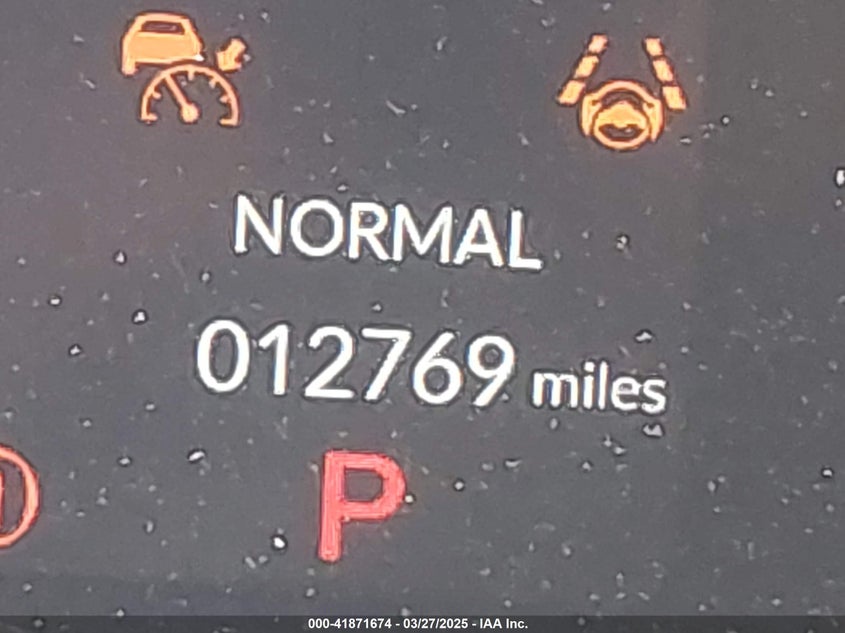 NORMAL
012769 miles
P
000-41871674 - 03/27/2025 - IAA Inc.